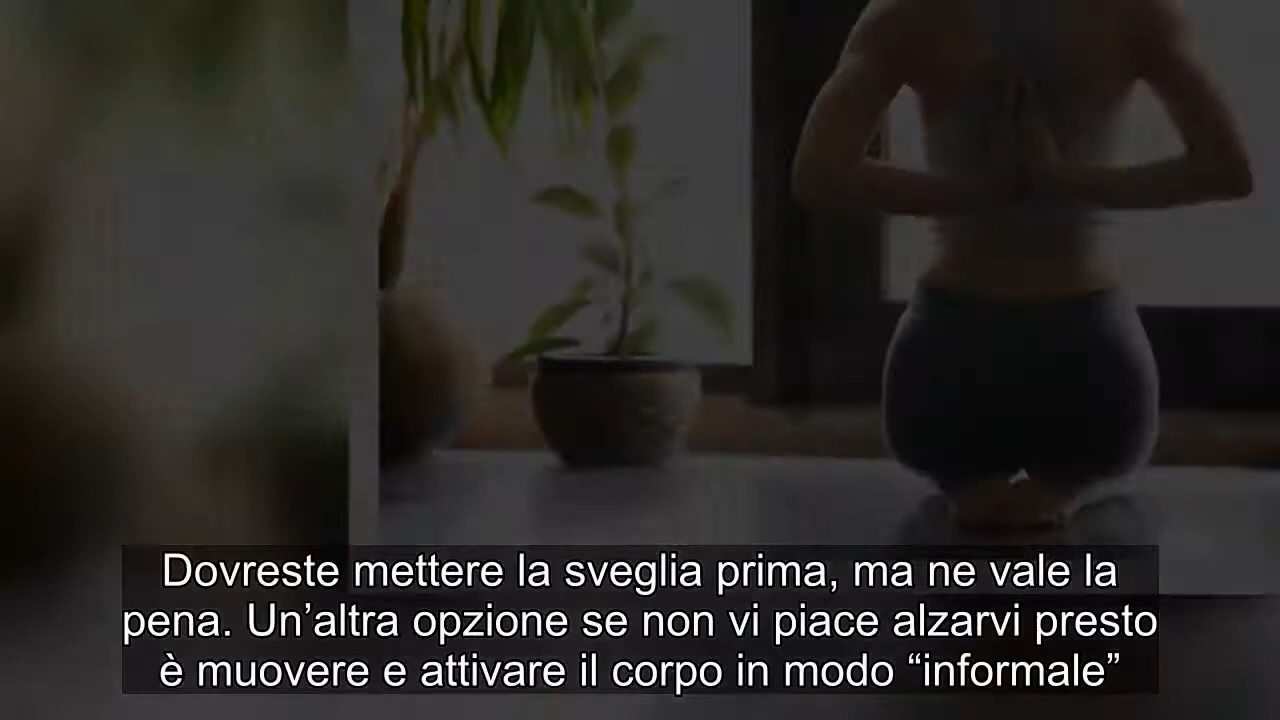 Dovreste mettere la sveglia prima, ma ne vale la
pena. Un’altra opzione se non vi piace alzarvi presto
è muovere e attivare il corpo in modo “informale”